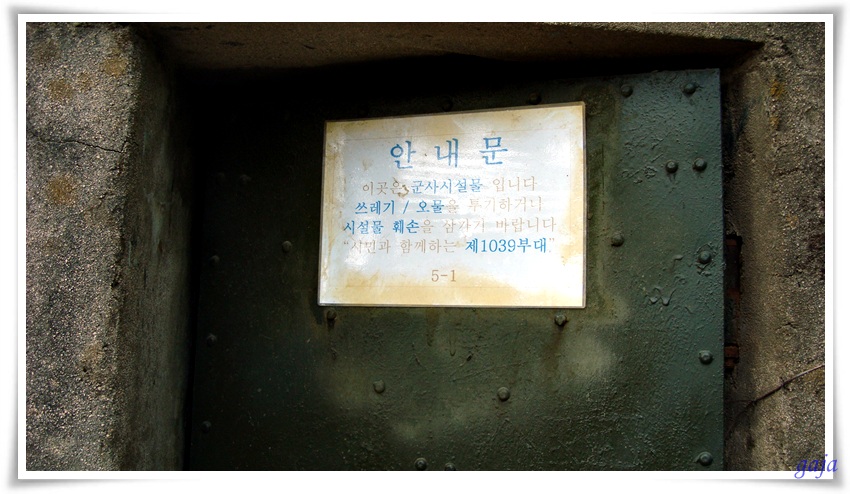 안내문
이곳은 군사시설물 입니다
쓰레기 / 오물을 투기하거나
시설물 훼손을 삼가기 바랍니다
"시민과 함께하는 제1039부대"
5-1
gaja